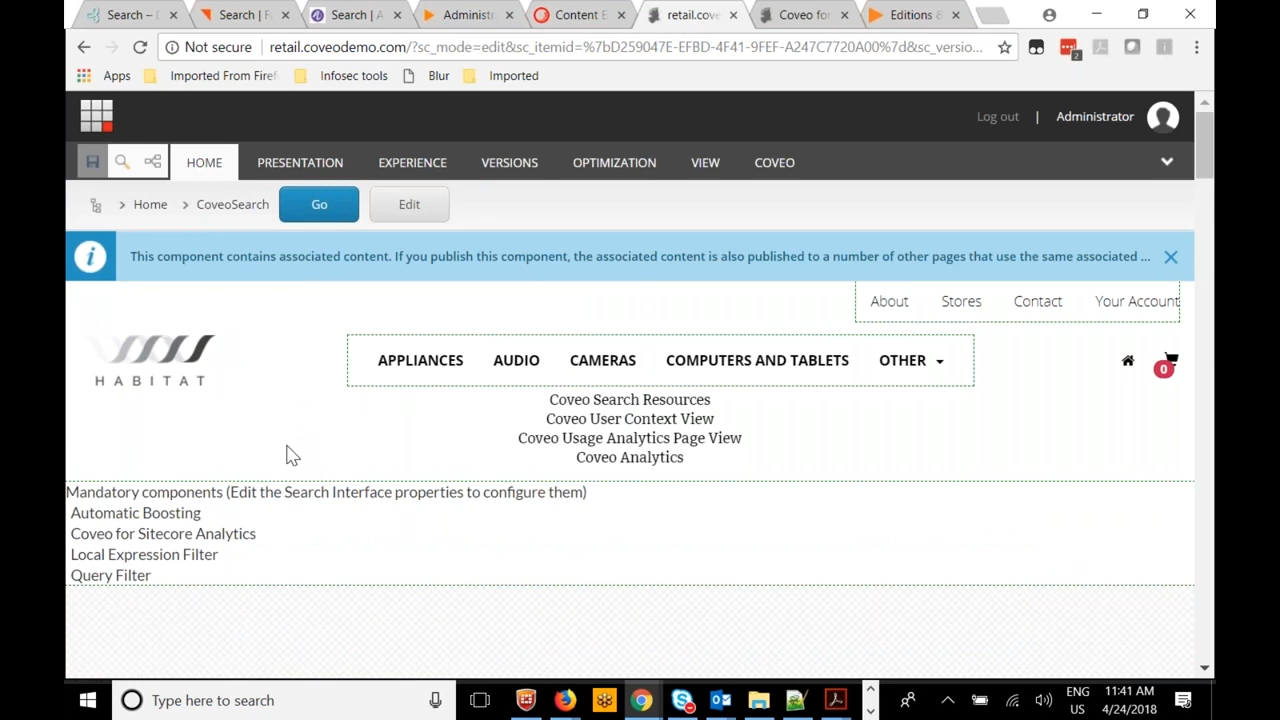 Search –
Search | F
Search | A
Administr
Content E
retail.cove
Coveo for
Editions &
Not secure
retail.coveodemo.com/?sc_mode=edit&sc_itemid=%7bD259047E-EFBD-4F41-9FEF-A247C7720A00%7d&sc_versio...
2
Apps
Imported From Firef
Infosec tools
Blur
Imported
Log out | Administrator
HOME
PRESENTATION
EXPERIENCE
VERSIONS
OPTIMIZATION
VIEW
COVEO
Home
CoveoSearch
Go
Edit
This component contains associated content. If you publish this component, the associated content is also published to a number of other pages that use the same associated ...
About
Stores
Contact
Your Account
HABITAT
APPLIANCES
AUDIO
CAMERAS
COMPUTERS AND TABLETS
OTHER
0
Coveo Search Resources
Coveo User Context View
Coveo Usage Analytics Page View
Coveo Analytics
Mandatory components (Edit the Search Interface properties to configure them)
Automatic Boosting
Coveo for Sitecore Analytics
Local Expression Filter
Query Filter
Type here to search
ENG
US
11:41 AM
4/24/2018